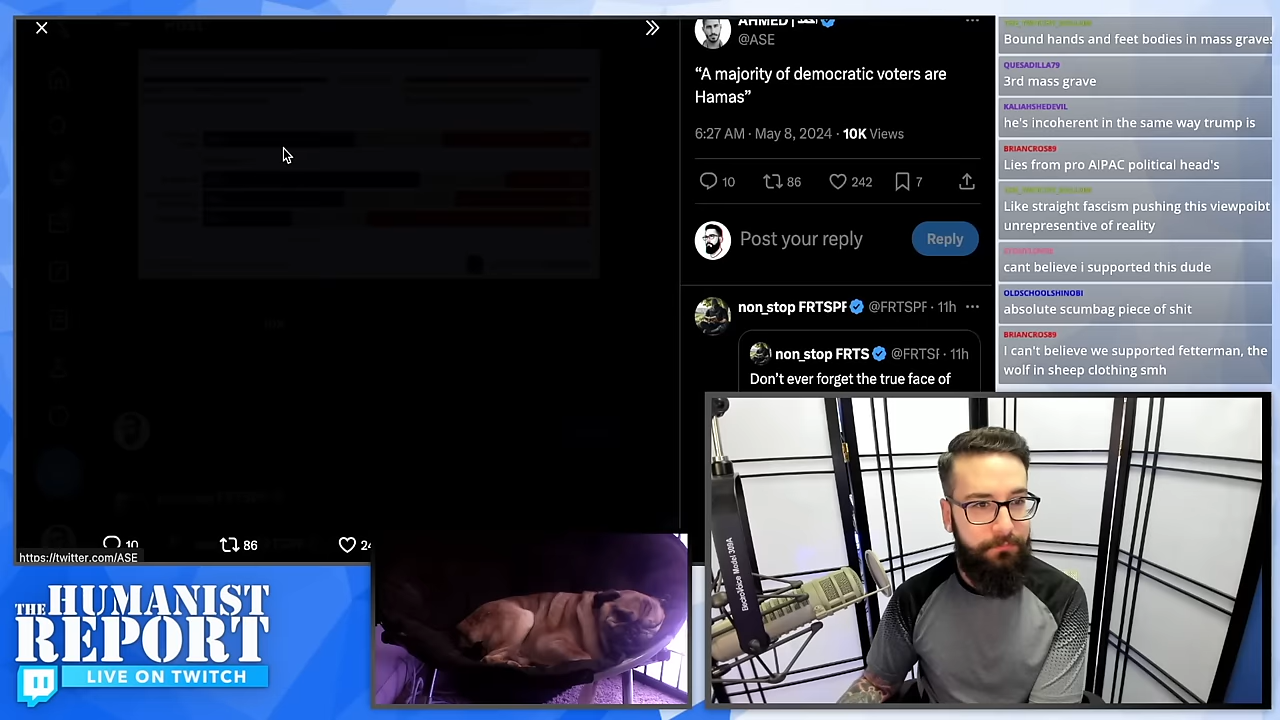 AHMED |
@ASE
“A majority of democratic voters are
Hamas”
6:27 AM · May 8, 2024 · 10K Views
10
86
242
7
Post your reply
Reply
non_stop FRTSPF @FRTSPF · 11h
non_stop FRTS @FRTSF · 11h
Don’t ever forget the true face of
10
86
24
https://twitter.com/ASE
Bound hands and feet bodies in mass graves
QUESADILLA79
3rd mass grave
KALIAHSHEDEVIL
he's incoherent in the same way trump is
BRIANCROS89
Lies from pro AIPAC political head's
Like straight fascism pushing this viewpoibt
unrepresentive of reality
cant believe i supported this dude
OLDSCHOOLSHINOBI
absolute scumbag piece of shit
BRIANCROS89
I can't believe we supported fetterman, the
wolf in sheep clothing smh
THE HUMANIST
REPORT
LIVE ON TWITCH
ElectroVoice Model 309A